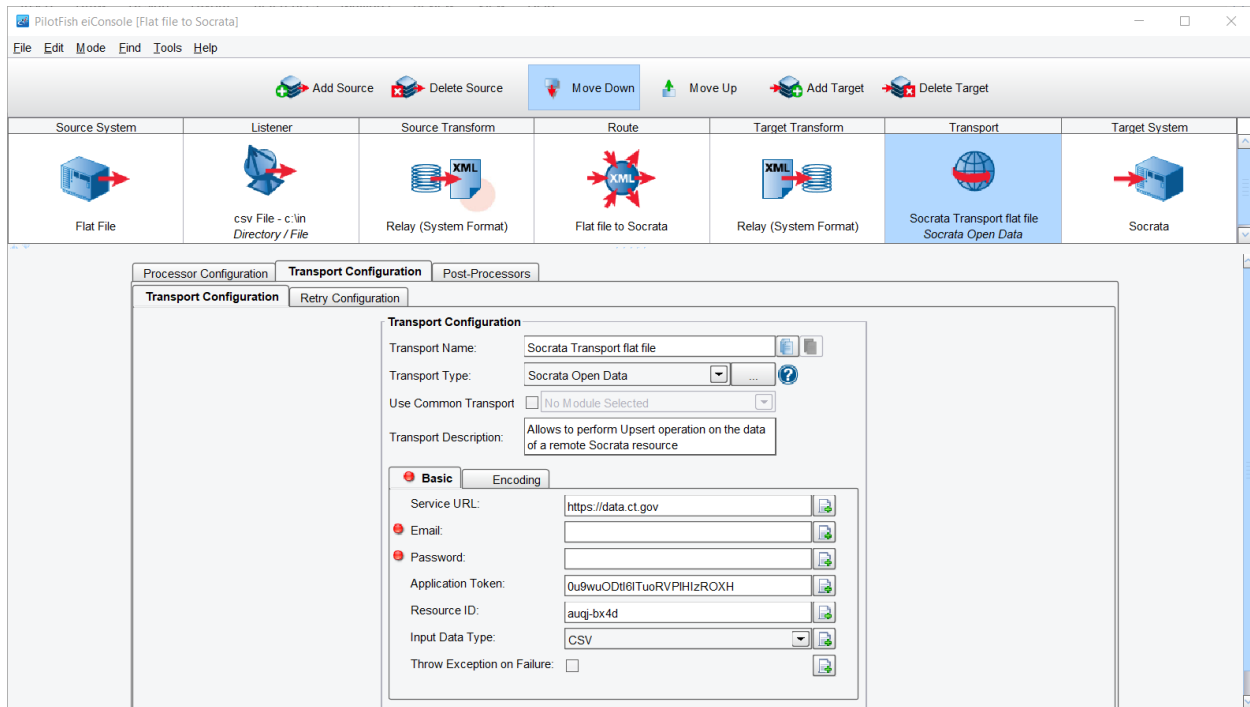 PilotFish eiConsole [Flat file to Socrata]
File Edit Mode Find Tools Help
Add Source Delete Source Move Down Move Up Add Target Delete Target
Source System Listener Source Transform Route Target Transform Transport Target System
XML XML XML
Flat File csv File - c:\in Relay (System Format) Flat file to Socrata Relay (System Format) Socrata Transport flat file Socrata
Directory / File Socrata Open Data
Processor Configuration Transport Configuration Post-Processors
Transport Configuration Retry Configuration
Transport Configuration
Transport Name: Socrata Transport flat file
Transport Type: Socrata Open Data ... ?
Use Common Transport No Module Selected
Transport Description: Allows to perform Upsert operation on the data
of a remote Socrata resource
Basic Encoding
Service URL: https://data.ct.gov
Email:
Password:
Application Token: 0u9wuODtI6ITuoRVPIHIzROXH
Resource ID: auqj-bx4d
Input Data Type: CSV
Throw Exception on Failure: